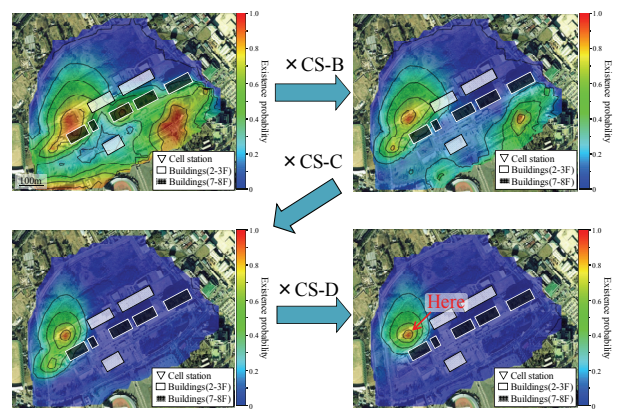 1.0
0.8
0.6
0.4
0.2
0
Existence probability
100m
Cell station
Buildings(2-3F)
Buildings(7-8F)
× CS-B
1.0
0.8
0.6
0.4
0.2
0
Existence probability
Cell station
Buildings(2-3F)
Buildings(7-8F)
× CS-C
1.0
0.8
0.6
0.4
0.2
0
Existence probability
Cell station
Buildings(2-3F)
Buildings(7-8F)
× CS-D
Here
1.0
0.8
0.6
0.4
0.2
0
Existence probability
Cell station
Buildings(2-3F)
Buildings(7-8F)